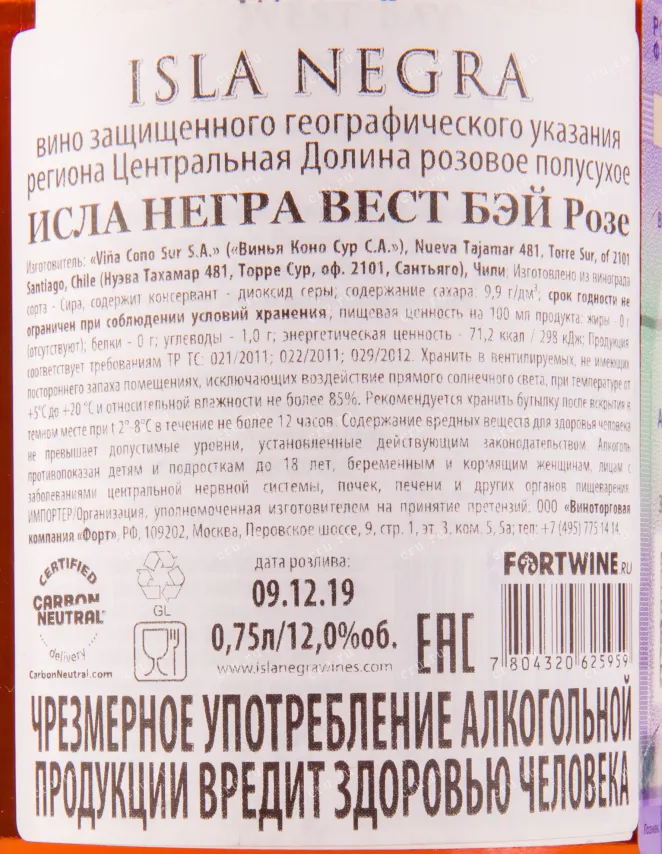 ISLA NEGRA
вино защищенного географического указания
региона Центральная Долина розовое полусухое
ИСЛА НЕГРА ВЕСТ БЭЙ Розе
Изготовитель: «Viña Cono Sur S.A.» («Винья Коно Сур С.А.»), Nueva Tajamar 481, Torre Sur, of 2101
Santiago, Chile (Нуэва Тахамар 481, Торре Сур, оф. 2101, Сантьяго), Чили. Изготовлено из винограда
сорта - Сира, содержит консервант - диоксид серы; содержание сахара: 9,9 г/дм³; срок годности не
ограничен при соблюдении условий хранения, пищевая ценность на 100 мл продукта: жиры - 0 г
(отсутствуют); белки - 0 г; углеводы - 1,0 г; энергетическая ценность - 71,2 ккал / 298 кДж; Продукция
соответствует требованиям ТР ТС: 021/2011; 022/2011; 029/2012. Хранить в вентилируемых, не имеющих
постороннего запаха помещениях, исключающих воздействие прямого солнечного света, при температуре от
+5°C до +20 °C и относительной влажности не более 85%. Рекомендуется хранить бутылку после вскрытия в
темном месте при t 2°-8°C в течение не более 12 часов. Содержание вредных веществ для здоровья человека
не превышает допустимые уровни, установленные действующим законодательством. Алкоголь
противопоказан детям и подросткам до 18 лет, беременным и кормящим женщинам, лицам с
заболеваниями центральной нервной системы, почек, печени и других органов пищеварения.
ИМПОРТЕР/Организация, уполномоченная изготовителем на принятие претензий: ООО «Виноторговая
компания «Форт», РФ, 109202, Москва, Перовское шоссе, 9, стр. 1, эт. 3, ком. 5, 5а; тел: +7 (495) 775 14 14
CERTIFIED
CARBON
NEUTRAL
delivery
CarbonNeutral.com
GL
дата розлива:
09.12.19
0,75л/12,0%об.
www.islanegrawines.com
EAC
FORTWINE.RU
7 804320 625959
ЧРЕЗМЕРНОЕ УПОТРЕБЛЕНИЕ АЛКОГОЛЬНОЙ
ПРОДУКЦИИ ВРЕДИТ ЗДОРОВЬЮ ЧЕЛОВЕКА